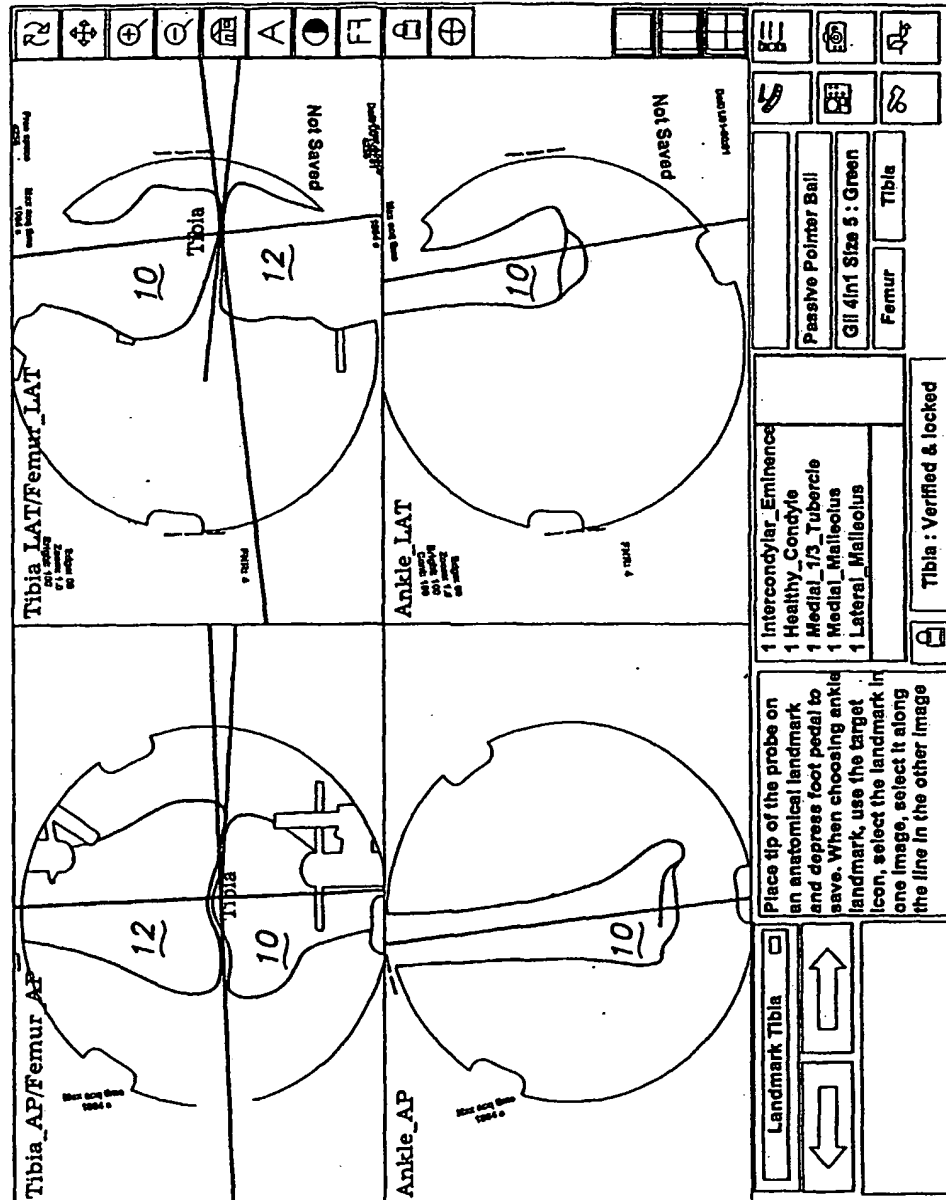 Tibia_AP/Femur_AP
12
Tibia
10
Tibia_LAT/Femur_LAT
10
Tibia
12
Not Saved
Ankle_AP
10
Ankle_LAT
10
Not Saved
A
Landmark Tibia
Place tip of the probe on
an anatomical landmark
and depress foot pedal to
save. When choosing ankle
landmark, use the target
icon, select the landmark in
one image, select it along
the line in the other image
1 Intercondylar_Eminence
1 Healthy_Condyle
1 Medial_1/3_Tubercle
1 Medial_Malleolus
1 Lateral_Malleolus
Tibia : Verified & locked
Passive Pointer Ball
GII 4in1 Size 5 : Green
Femur
Tibia